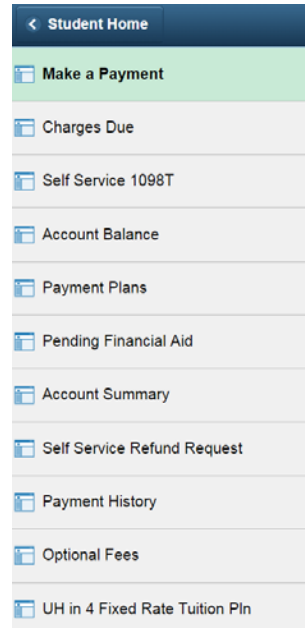 Student Home
Make a Payment
Charges Due
Self Service 1098T
Account Balance
Payment Plans
Pending Financial Aid
Account Summary
Self Service Refund Request
Payment History
Optional Fees
UH in 4 Fixed Rate Tuition Pln